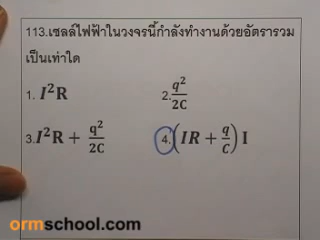 113.เซลล์ไฟฟ้าในวงจรนี้กำลังทำงานด้วยอัตรารวม
เป็นเท่าใด
1. I²R 2. q²/2C
3. I²R + q²/2C 4. (IR + q/C) I
ormschool.com